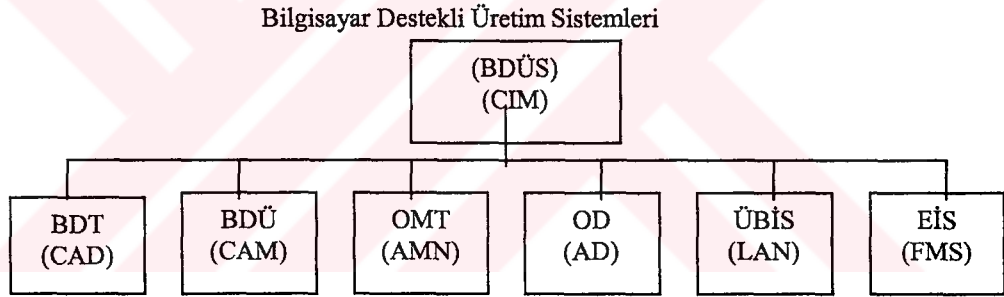 Bilgisayar Destekli Üretim Sistemleri
(BDÜS)
(CIM)
BDT
(CAD)
BDÜ
(CAM)
OMT
(AMN)
OD
(AD)
ÜBİS
(LAN)
EİS
(FMS)